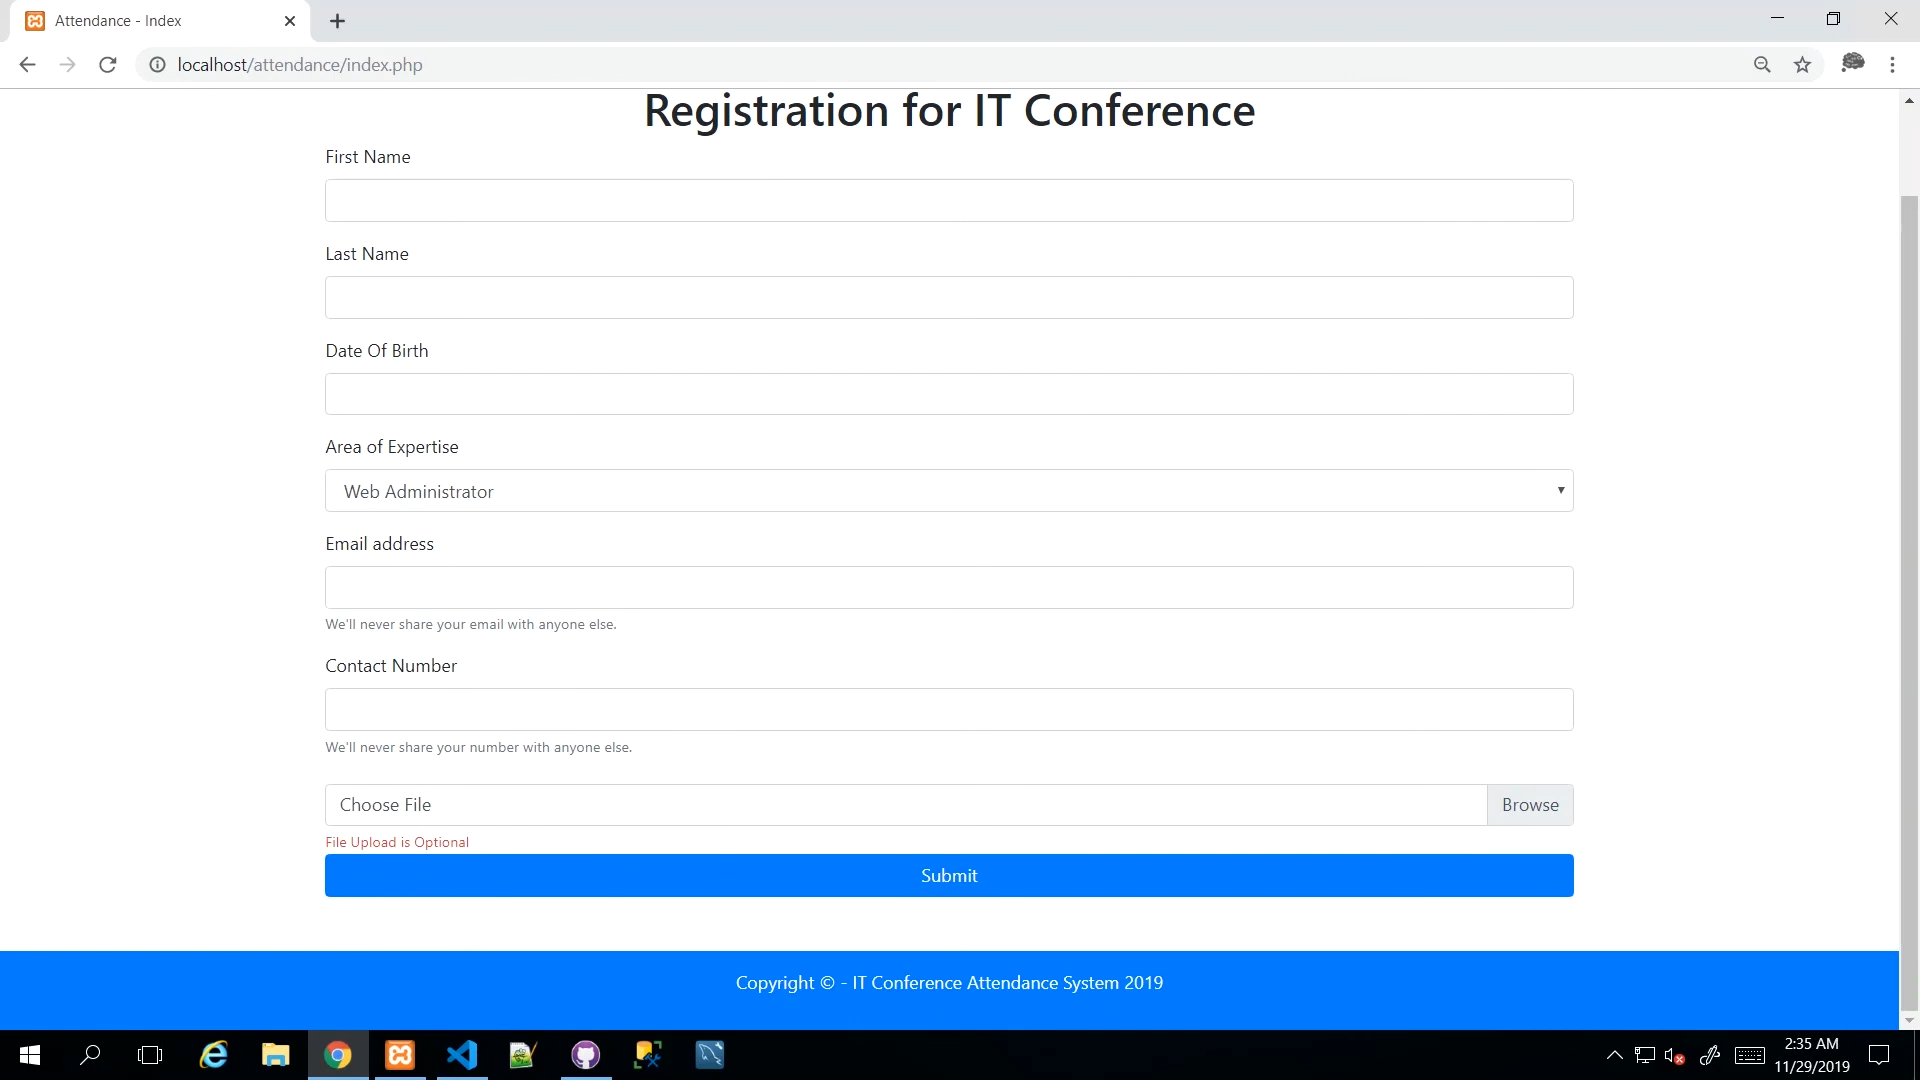 Attendance - Index
localhost/attendance/index.php
Registration for IT Conference
First Name
Last Name
Date Of Birth
Area of Expertise
Web Administrator
Email address
We'll never share your email with anyone else.
Contact Number
We'll never share your number with anyone else.
Choose File
Browse
File Upload is Optional
Submit
Copyright © - IT Conference Attendance System 2019
2:35 AM
11/29/2019